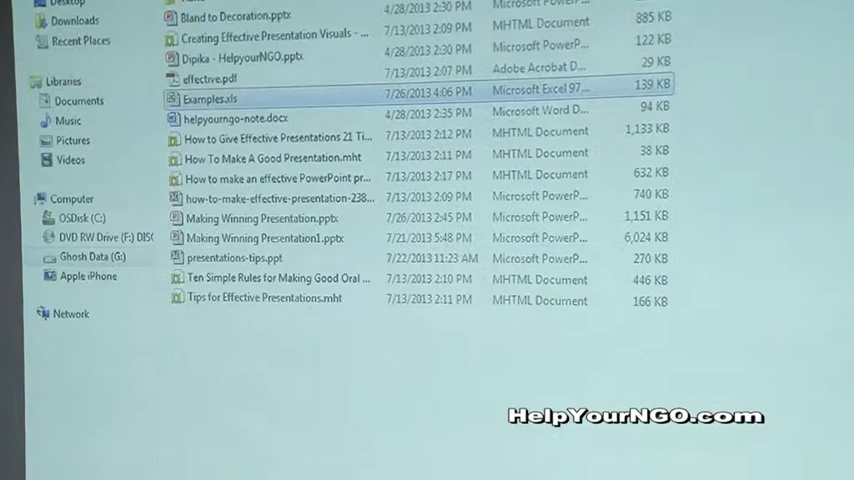 Desktop
Downloads
Recent Places
Libraries
Documents
Music
Pictures
Videos
Computer
OSDisk (C:)
DVD RW Drive (F:) DISC
Ghosh Data (G:)
Apple iPhone
Network
4/28/2013 2:30 PM Microsoft PowerP...
Bland to Decoration.pptx 7/13/2013 2:09 PM MHTML Document 885 KB
Creating Effective Presentation Visuals - ... 4/28/2013 2:30 PM Microsoft PowerP... 122 KB
Dipika - HelpyourNGO.pptx 7/13/2013 2:07 PM Adobe Acrobat D... 29 KB
effective.pdf 7/26/2013 4:06 PM Microsoft Excel 97... 139 KB
Examples.xls 4/28/2013 2:35 PM Microsoft Word D... 94 KB
helpyourngo-note.docx 7/13/2013 2:12 PM MHTML Document 1,133 KB
How to Give Effective Presentations 21 Ti... 7/13/2013 2:11 PM MHTML Document 38 KB
How To Make A Good Presentation.mht 7/13/2013 2:17 PM MHTML Document 632 KB
How to make an effective PowerPoint pr... 7/13/2013 2:09 PM Microsoft PowerP... 740 KB
how-to-make-effective-presentation-238... 7/26/2013 2:45 PM Microsoft PowerP... 1,151 KB
Making Winning Presentation.pptx 7/21/2013 5:48 PM Microsoft PowerP... 6,024 KB
Making Winning Presentation1.pptx 7/22/2013 11:23 AM Microsoft PowerP... 270 KB
presentations-tips.ppt 7/13/2013 2:10 PM MHTML Document 446 KB
Ten Simple Rules for Making Good Oral ... 7/13/2013 2:11 PM MHTML Document 166 KB
Tips for Effective Presentations.mht
HelpYourNGO.com